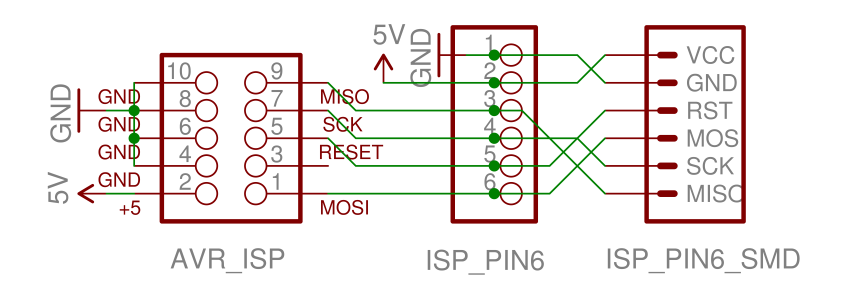 5V
GND
1
VCC
10
9
2
GND
GND
MISO
3
RST
GND
8
7
GND
SCK
4
MOS
6
5
GND
RESET
5
SCK
4
3
5V
GND
2
1
6
MISO
+5
MOSI
AVR_ISP
ISP_PIN6
ISP_PIN6_SMD